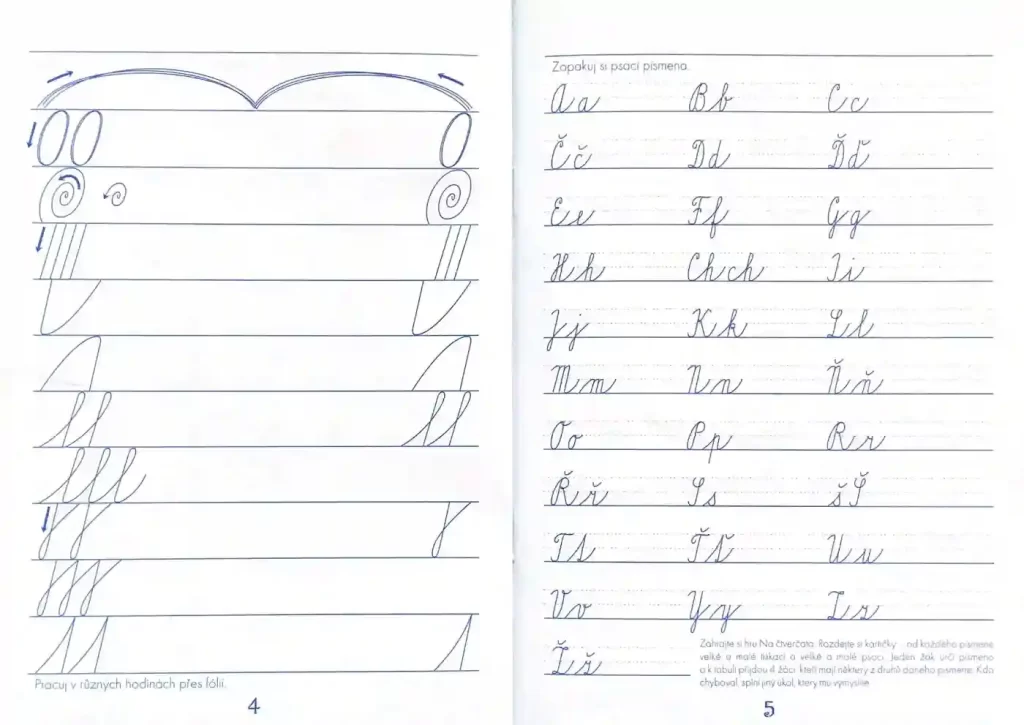 Pracuj v různých hodinách přes fólii.
4
Zopakuj si psací písmena.
Aa Bb Cc
Čč Dd Ďď
Ee Ff Gg
Hh Chch Ii
Jj Kk Ll
Mm Nn Ňň
Oo Pp Rr
Řř Ss šŠ
Tt Ťť Uu
Vv Yy Zz
Žž
Zahrajte si hru Na čtverčata. Rozdejte si kartičky - od každého písmene
velké a malé tiskací a velké a malé psací. Jeden žák určí písmeno
a k tabuli přijdou 4 žáci, kteří mají některý z druhů daného písmene. Kdo
chyboval, splní jiný úkol, který mu vymyslíte.
5